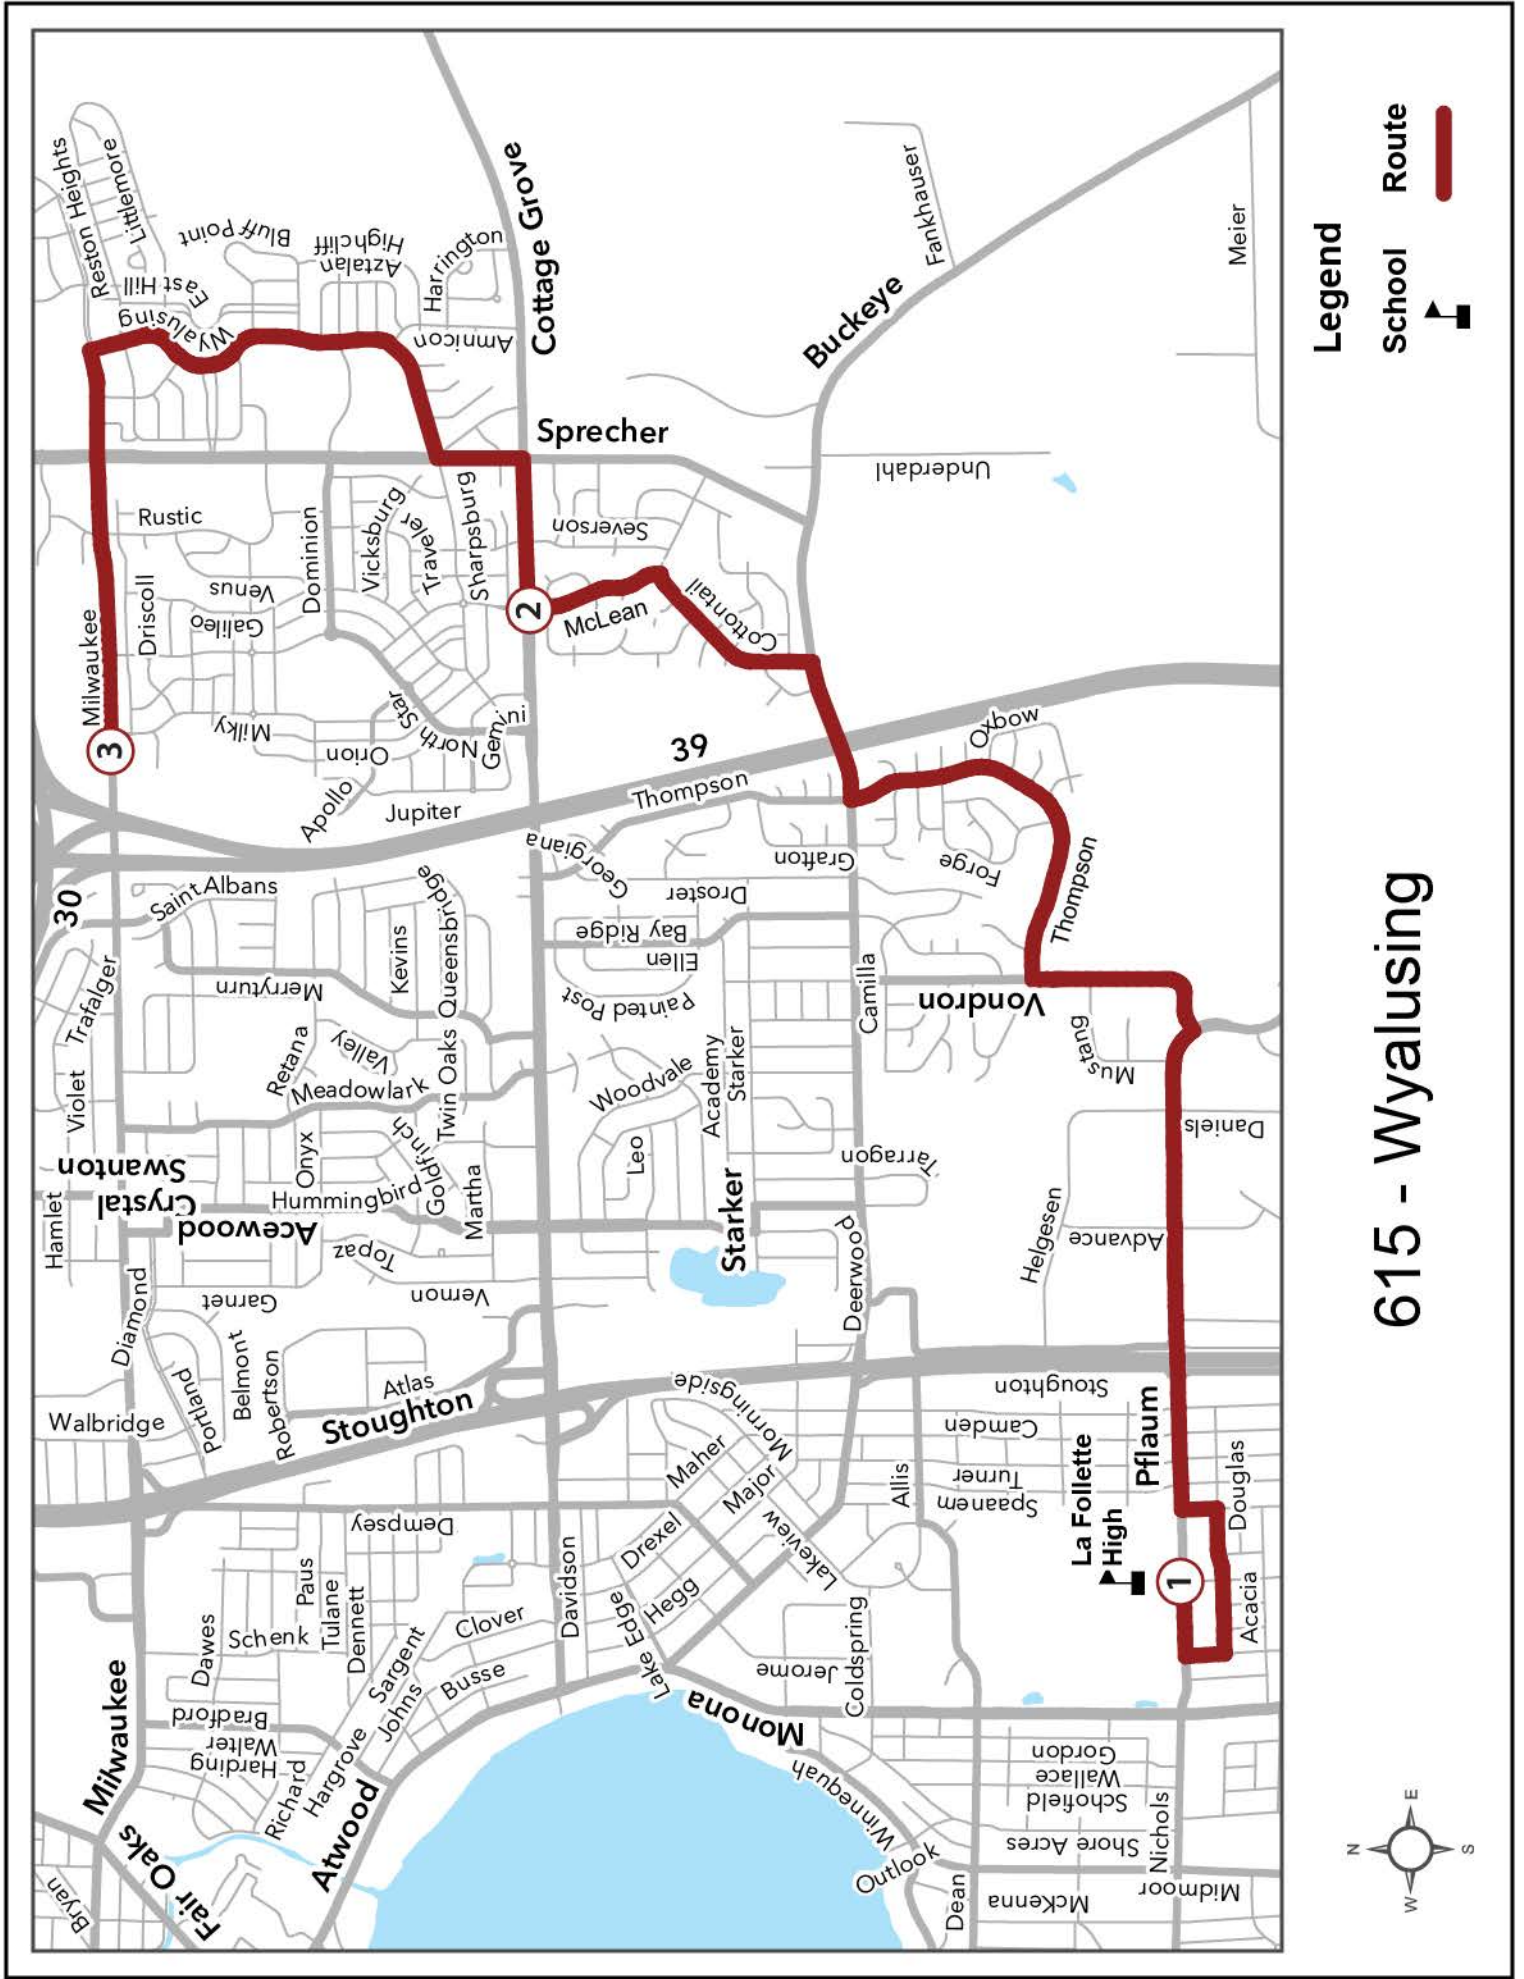 Bryan
Fair Oaks
Milwaukee
Atwood
Richard
Hargrove
Harding
Walter
Bradford
Dawes
Schenk
Paus
Tulane
Dennett
Sargent
Johns
Busse
Clover
Dempsey
Davidson
Walbridge
Diamond
Portland
Belmont
Robertson
Garnet
Atlas
Stoughton
Vernon
Topaz
Hamlet
Crystal
Swanton
Acewood
Hummingbird
Onyx
Goldfinch
Martha
Violet
Trafalger
Retana
Valley
Meadowlark
Twin Oaks
Merryturn
Kevins
Queensbridge
30
Saint Albans
Apollo
Jupiter
3
Milwaukee
Driscoll
Milky
Orion
North Star
Gemini
Galileo
Venus
Rustic
Dominion
Vicksburg
Traveler
Sharpsburg
Wyalusing
East Hill
Reston Heights
Littlemore
Bluff Point
Highcliff
Aztalan
Harrington
Amnicon
Cottage Grove
Sprecher
2
McLean
Severson
Cottontail
Buckeye
Fankhauser
Underdahl
Meier
39
Thompson
Georgiana
Grafton
Droster
Bay Ridge
Ellen
Painted Post
Woodvale
Academy
Starker
Leo
Starker
Camilla
Tarragon
Deerwood
Oxbow
Forge
Thompson
Vondron
Mustang
Daniels
Helgesen
Advance
Stoughton
Morningside
Maher
Major
Drexel
Hegg
Lake Edge
Lakeview
Monona
Jerome
Coldspring
Allis
Camden
Turner
Spaanem
Pflaum
La Follette
High
1
Douglas
Acacia
Winnequah
Outlook
Dean
Gordon
Wallace
Schofield
Shore Acres
Nichols
McKenna
Midmoor
N
E
S
W
615 - Wyalusing
Legend
School
Route